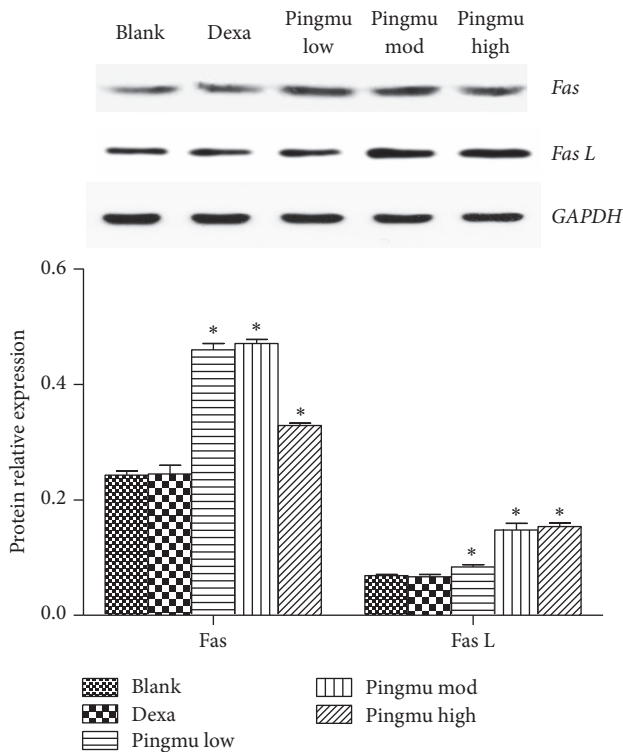 Blank Dexa Pingmu low Pingmu mod Pingmu high
Fas
Fas L
GAPDH
0.6
0.4
0.2
0.0
Protein relative expression
* * *
* * *
Fas Fas L
Blank
Dexa
Pingmu low
Pingmu mod
Pingmu high